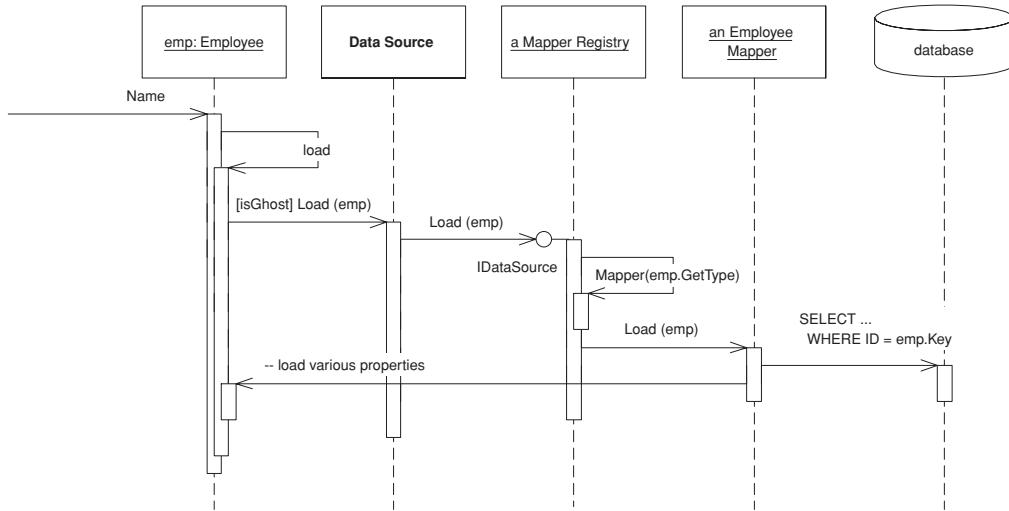 emp: Employee
Data Source
a Mapper Registry
an Employee
Mapper
database
Name
load
[isGhost] Load (emp)
Load (emp)
IDataSource
Mapper(emp.GetType)
Load (emp)
SELECT ...
WHERE ID = emp.Key
-- load various properties